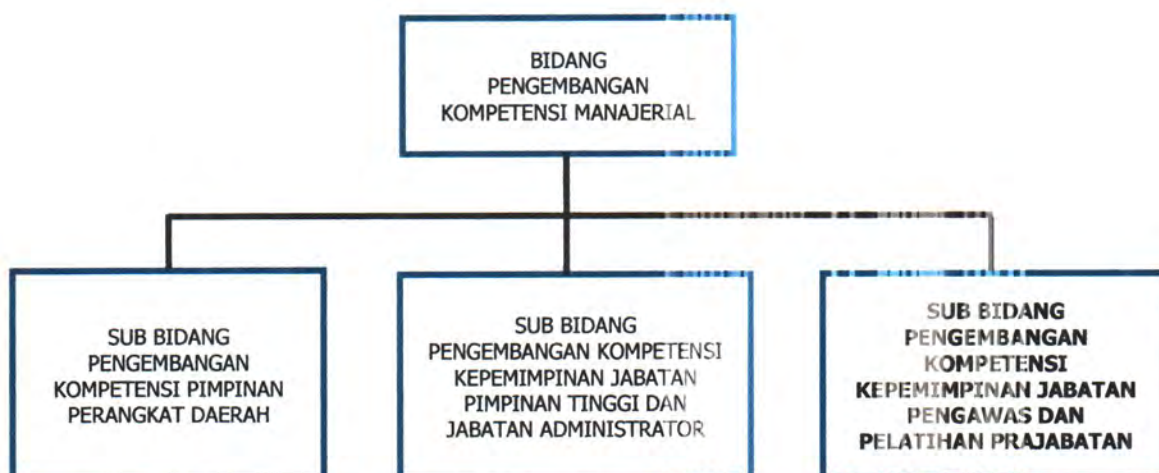 BIDANG
PENGEMBANGAN
KOMPETENSI MANAJERIAL
SUB BIDANG
PENGEMBANGAN
KOMPETENSI PIMPINAN
PERANGKAT DAERAH
SUB BIDANG
PENGEMBANGAN KOMPETENSI
KEPEMIMPINAN JABATAN
PIMPINAN TINGGI DAN
JABATAN ADMINISTRATOR
SUB BIDANG
PENGEMBANGAN
KOMPETENSI
KEPEMIMPINAN JABATAN
PENGAWAS DAN
PELATIHAN PRAJABATAN